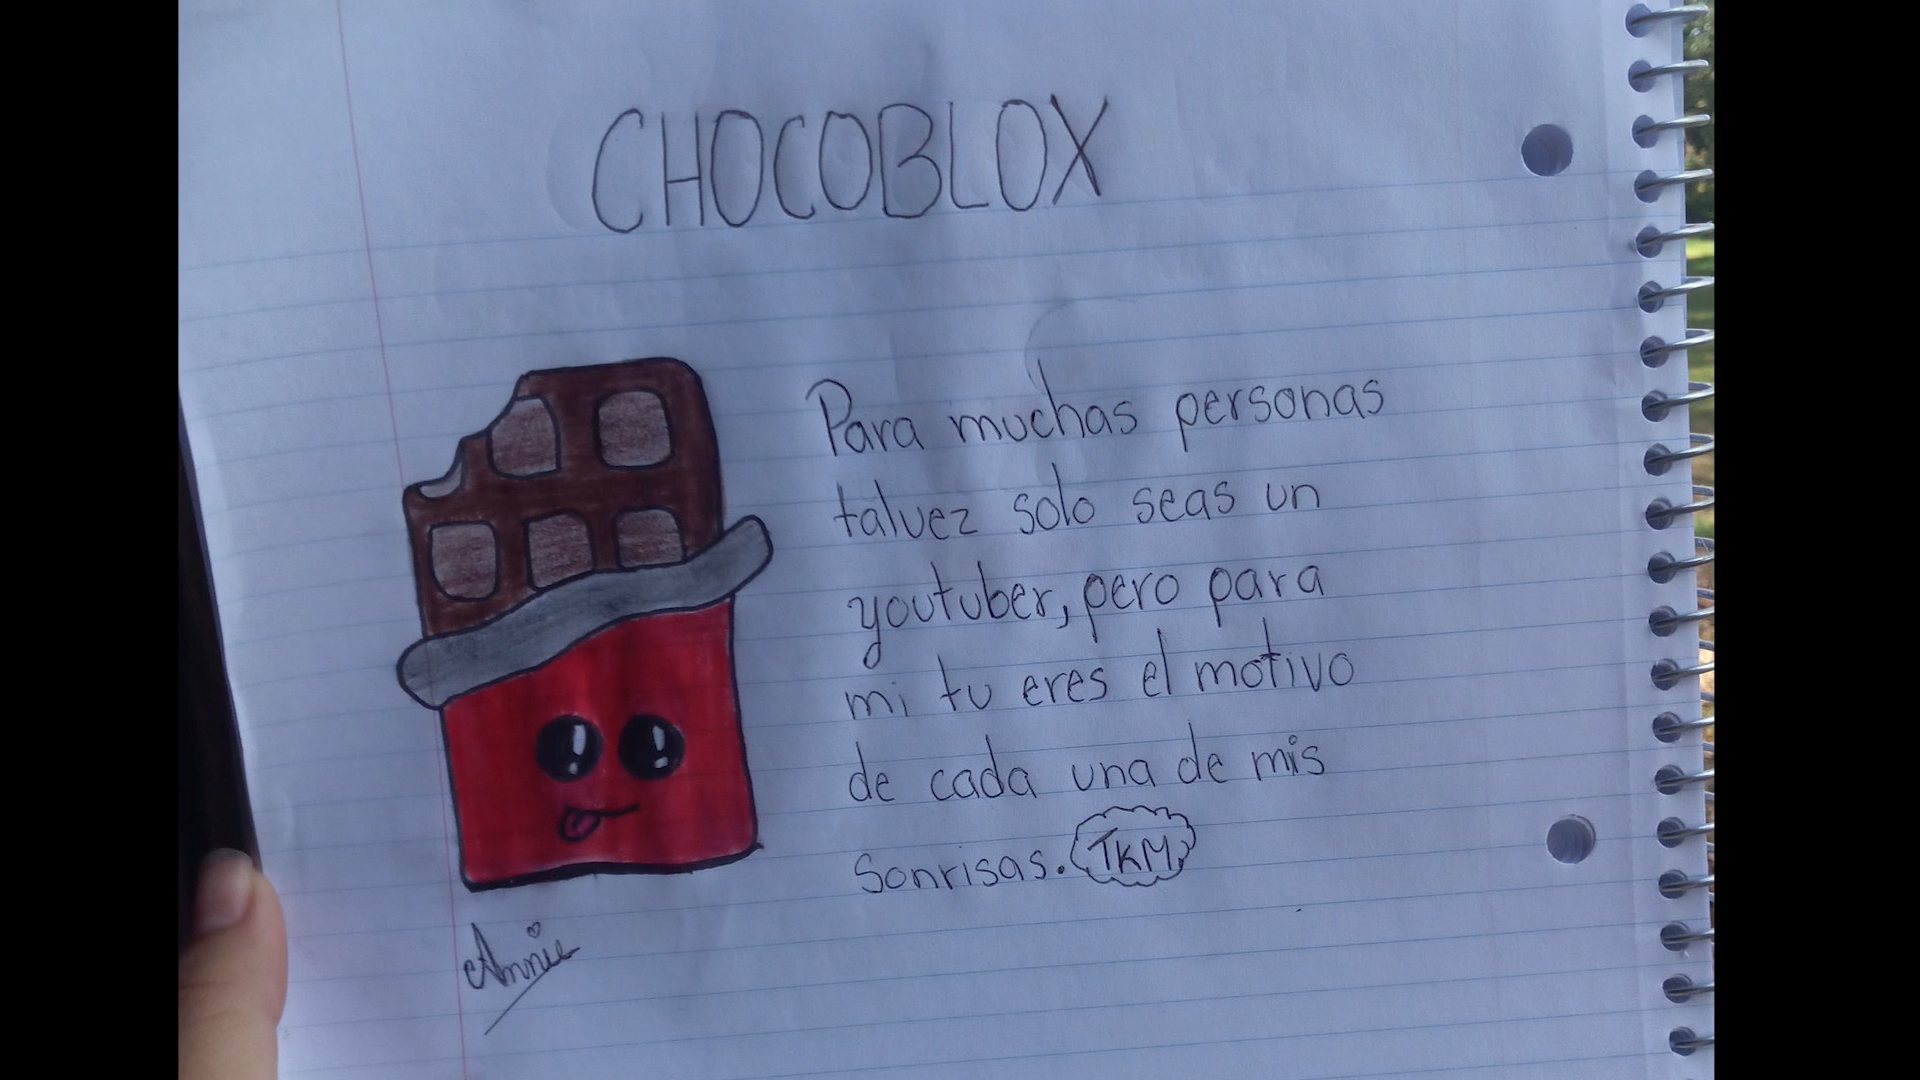 CHOCOBLOX
Para muchas personas
talvez solo seas un
youtuber, pero para
mi tu eres el motivo
de cada una de mis
Sonrisas. TKM
Annie